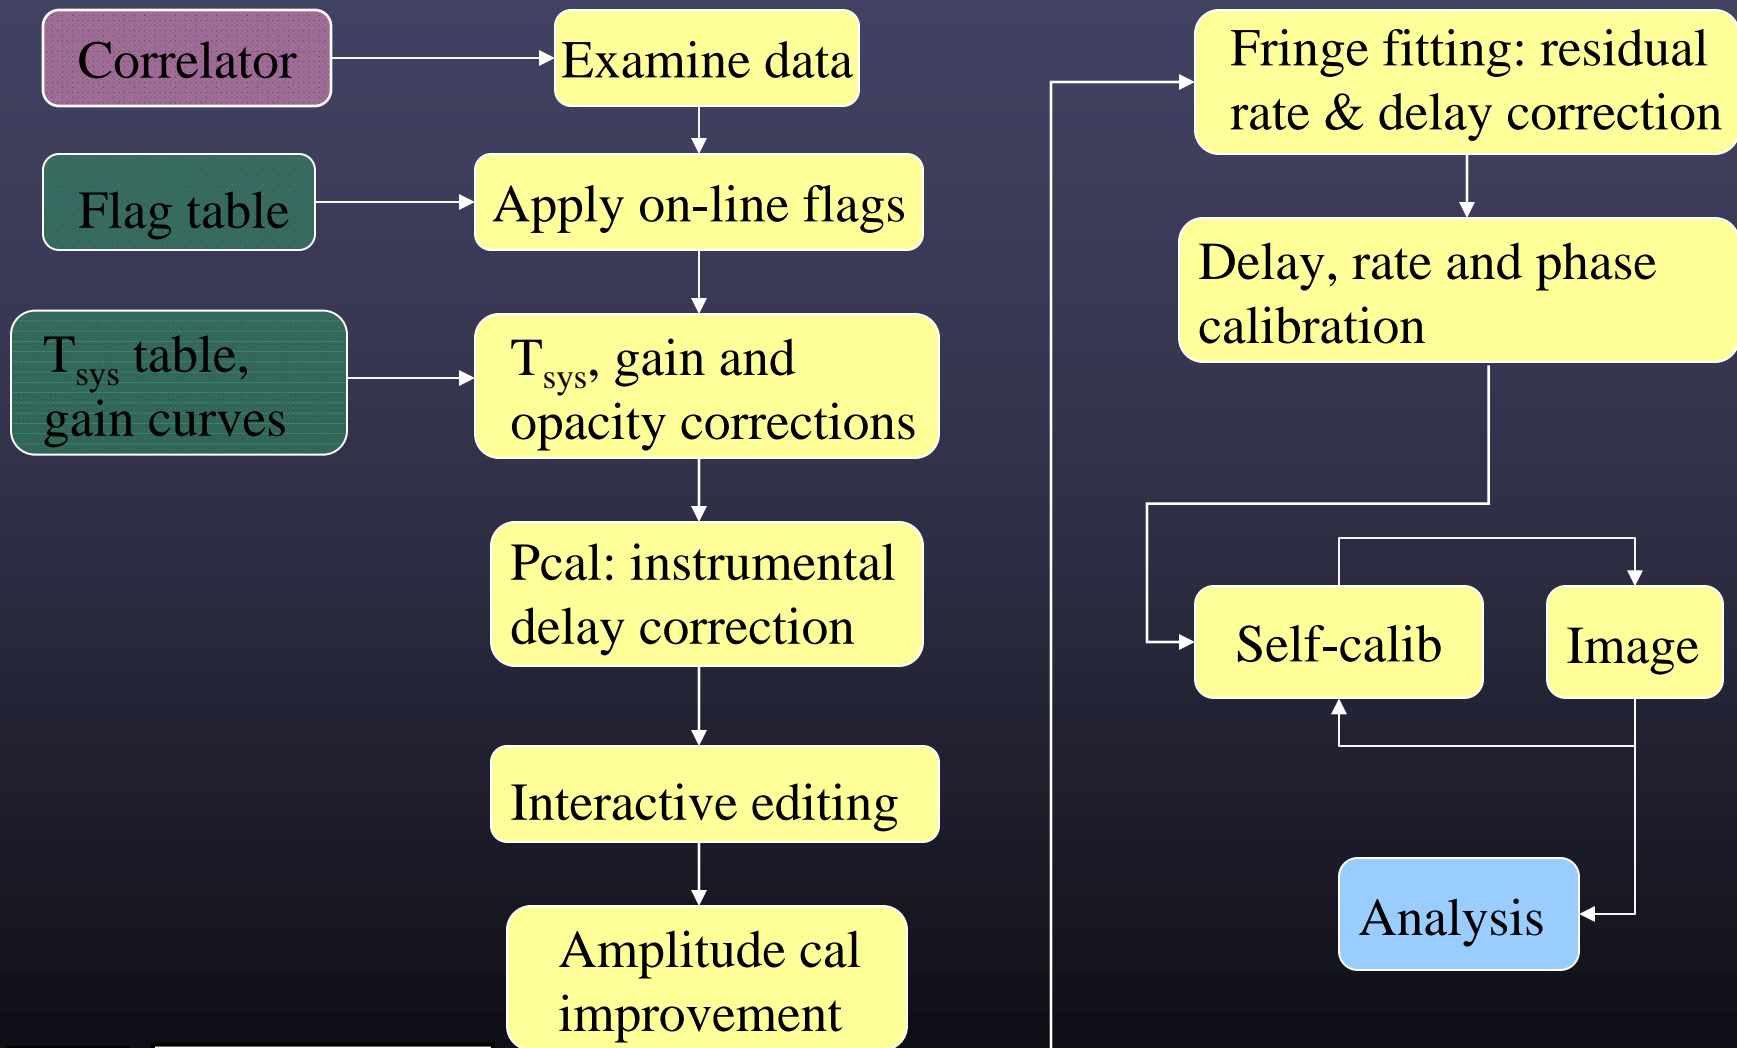 Correlator
Examine data
Flag table
Apply on-line flags
Tsys table,
gain curves
Tsys, gain and
opacity corrections
Pcal: instrumental
delay correction
Interactive editing
Amplitude cal
improvement
Fringe fitting: residual
rate & delay correction
Delay, rate and phase
calibration
Self-calib
Image
Analysis